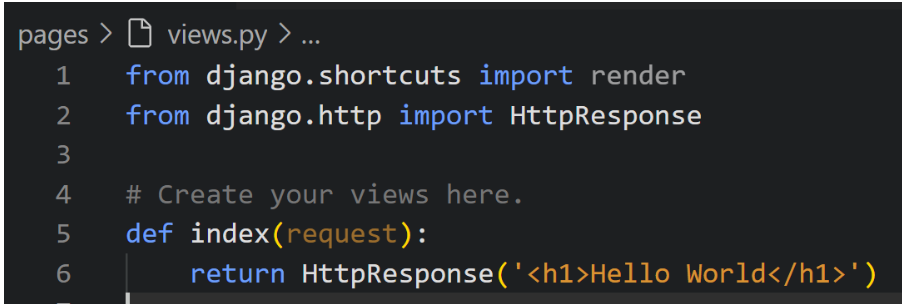 pages > views.py > ...
1 from django.shortcuts import render
2 from django.http import HttpResponse
3
4 # Create your views here.
5 def index(request):
6     return HttpResponse('<h1>Hello World</h1>')